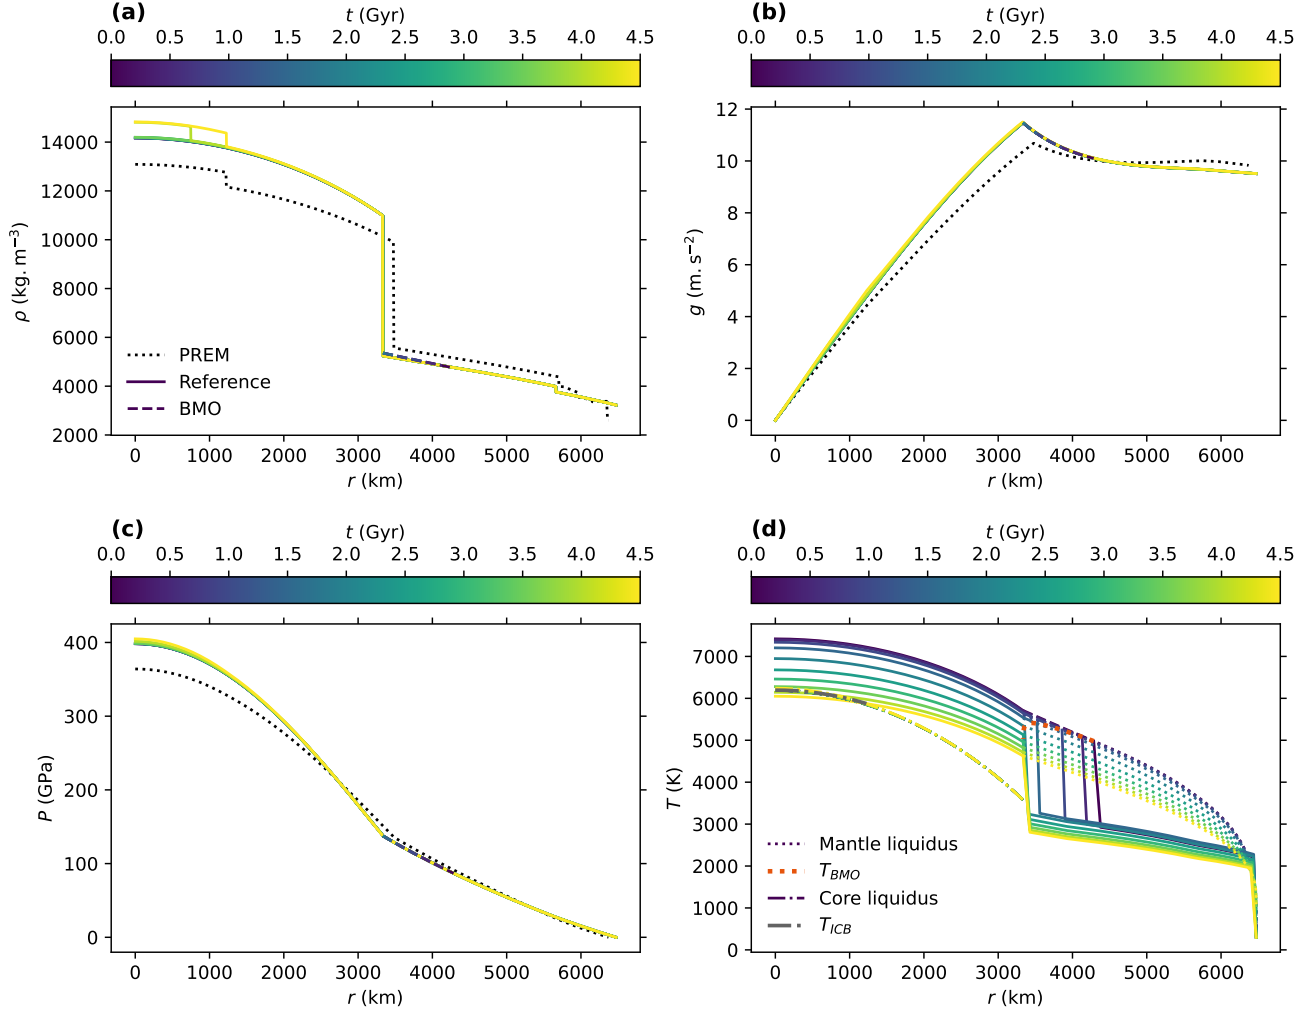 (a)
t (Gyr)
0.0 0.5 1.0 1.5 2.0 2.5 3.0 3.5 4.0 4.5
14000
12000
10000
8000
6000
4000
2000
ρ (kg. m⁻³)
PREM
Reference
BMO
0 1000 2000 3000 4000 5000 6000
r (km)
(b)
t (Gyr)
0.0 0.5 1.0 1.5 2.0 2.5 3.0 3.5 4.0 4.5
12
10
8
6
4
2
0
g (m. s⁻²)
0 1000 2000 3000 4000 5000 6000
r (km)
(c)
t (Gyr)
0.0 0.5 1.0 1.5 2.0 2.5 3.0 3.5 4.0 4.5
400
300
200
100
0
P (GPa)
0 1000 2000 3000 4000 5000 6000
r (km)
(d)
t (Gyr)
0.0 0.5 1.0 1.5 2.0 2.5 3.0 3.5 4.0 4.5
7000
6000
5000
4000
3000
2000
1000
0
T (K)
Mantle liquidus
T_BMO
Core liquidus
T_ICB
0 1000 2000 3000 4000 5000 6000
r (km)